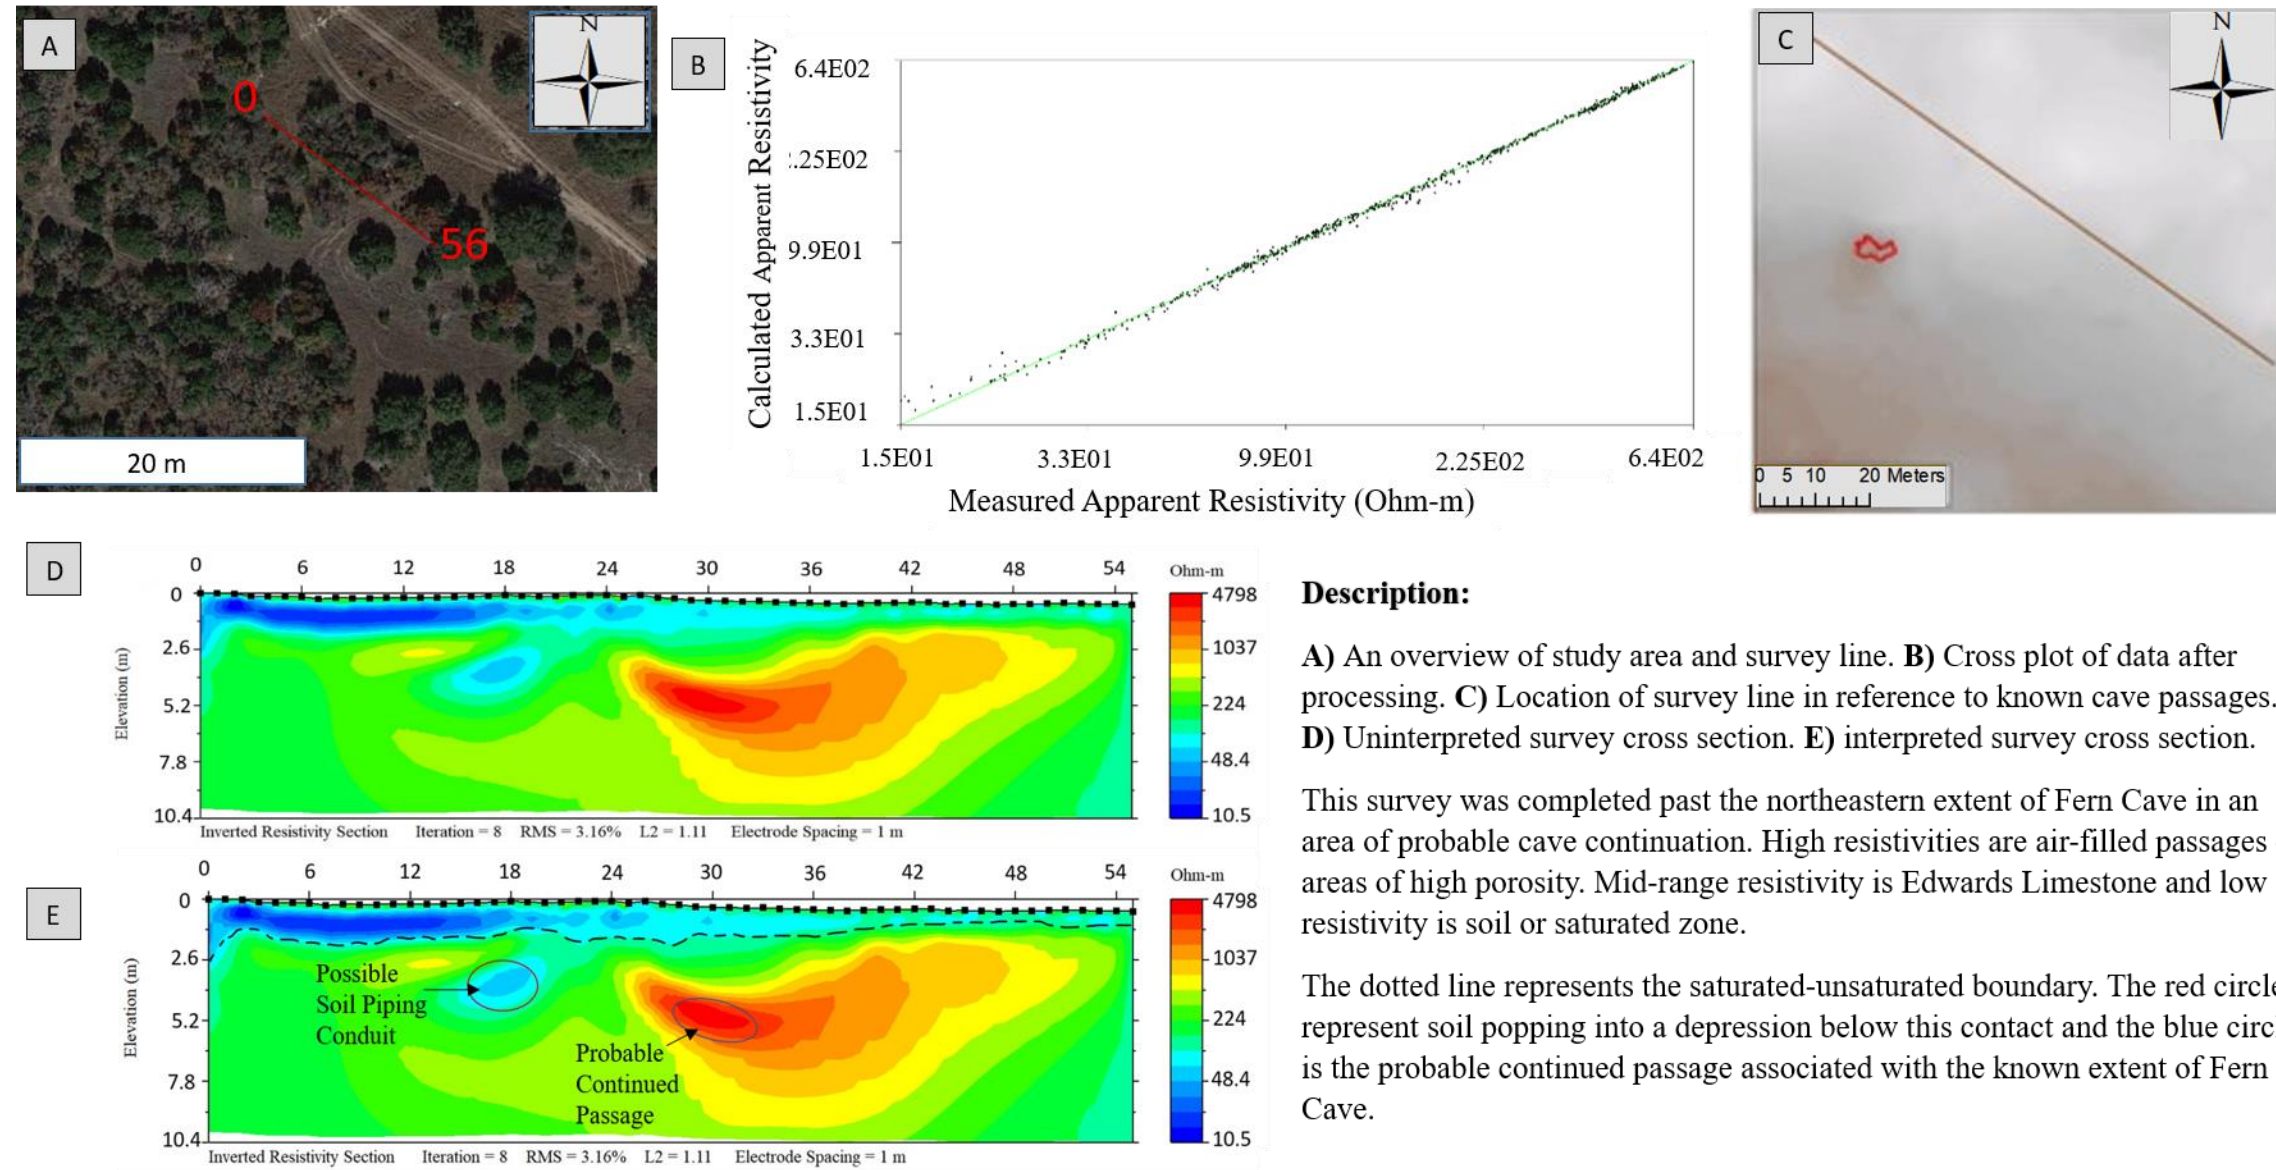 A
N
0
56
20 m
B
Calculated Apparent Resistivity
6.4E02
:.25E02
9.9E01
3.3E01
1.5E01
1.5E01 3.3E01 9.9E01 2.25E02 6.4E02
Measured Apparent Resistivity (Ohm-m)
C
N
0 5 10 20 Meters
D
0 6 12 18 24 30 36 42 48 54
Elevation (m)
0
2.6
5.2
7.8
10.4
Ohm-m
4798
1037
224
48.4
10.5
Inverted Resistivity Section Iteration = 8 RMS = 3.16% L2 = 1.11 Electrode Spacing = 1 m
E
0 6 12 18 24 30 36 42 48 54
Elevation (m)
0
2.6
5.2
7.8
10.4
Possible
Soil Piping
Conduit
Probable
Continued
Passage
Ohm-m
4798
1037
224
48.4
10.5
Inverted Resistivity Section Iteration = 8 RMS = 3.16% L2 = 1.11 Electrode Spacing = 1 m
Description:
A) An overview of study area and survey line. B) Cross plot of data after
processing. C) Location of survey line in reference to known cave passages.
D) Uninterpreted survey cross section. E) interpreted survey cross section.
This survey was completed past the northeastern extent of Fern Cave in an
area of probable cave continuation. High resistivities are air-filled passages
areas of high porosity. Mid-range resistivity is Edwards Limestone and low
resistivity is soil or saturated zone.
The dotted line represents the saturated-unsaturated boundary. The red circle
represent soil popping into a depression below this contact and the blue circ
is the probable continued passage associated with the known extent of Fern
Cave.